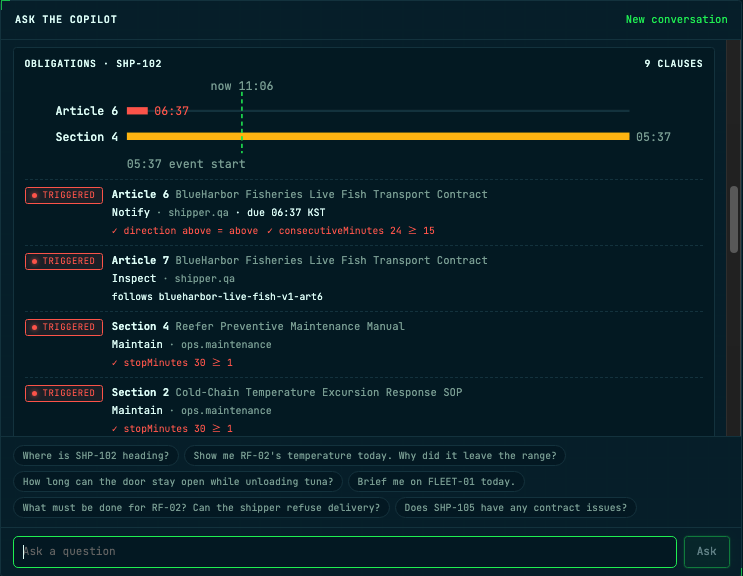 ASK THE COPILOT
New conversation
OBLIGATIONS · SHP-102
9 CLAUSES
now 11:06
Article 6 06:37
Section 4 05:37
05:37 event start
TRIGGERED Article 6 BlueHarbor Fisheries Live Fish Transport Contract
Notify · shipper.qa · due 06:37 KST
✓ direction above = above ✓ consecutiveMinutes 24 ≥ 15
TRIGGERED Article 7 BlueHarbor Fisheries Live Fish Transport Contract
Inspect · shipper.qa
follows blueharbor-live-fish-v1-art6
TRIGGERED Section 4 Reefer Preventive Maintenance Manual
Maintain · ops.maintenance
✓ stopMinutes 30 ≥ 1
TRIGGERED Section 2 Cold-Chain Temperature Excursion Response SOP
Maintain · ops.maintenance
✓ stopMinutes 30 ≥ 1
Where is SHP-102 heading? Show me RF-02's temperature today. Why did it leave the range?
How long can the door stay open while unloading tuna? Brief me on FLEET-01 today.
What must be done for RF-02? Can the shipper refuse delivery? Does SHP-105 have any contract issues?
Ask a question
Ask